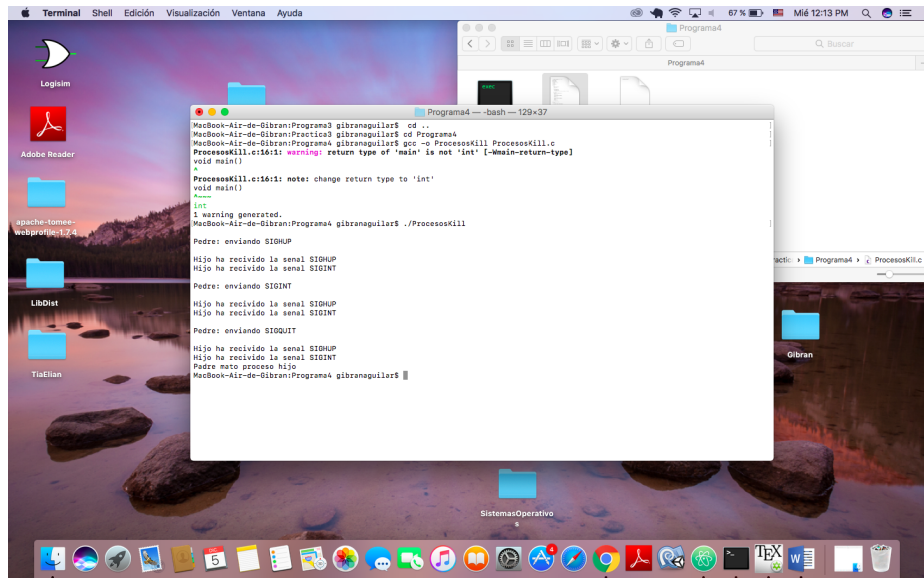 Terminal Shell Edición Visualización Ventana Ayuda
67 % Mié 12:13 PM
Programa4
Buscar
Programa4
Logisim
exec
Adobe Reader
apache-tomee-
webprofile-1.7.4
LibDist
TiaElian
Programa4 — -bash — 129×37
MacBook-Air-de-Gibran:Programa3 gibranaguilar$  cd ..
MacBook-Air-de-Gibran:Practica3 gibranaguilar$ cd Programa4
MacBook-Air-de-Gibran:Programa4 gibranaguilar$ gcc -o ProcesosKill ProcesosKill.c
ProcesosKill.c:16:1: warning: return type of 'main' is not 'int' [-Wmain-return-type]
void main()
^
ProcesosKill.c:16:1: note: change return type to 'int'
void main()
^~~~
int
1 warning generated.
MacBook-Air-de-Gibran:Programa4 gibranaguilar$ ./ProcesosKill
Pedre: enviando SIGHUP
Hijo ha recivido la senal SIGHUP
Hijo ha recivido la senal SIGINT
Pedre: enviando SIGINT
Hijo ha recivido la senal SIGHUP
Hijo ha recivido la senal SIGINT
Pedre: enviando SIGQUIT
Hijo ha recivido la senal SIGHUP
Hijo ha recivido la senal SIGINT
Padre mato proceso hijo
MacBook-Air-de-Gibran:Programa4 gibranaguilar$
Programa4 › ProcesosKill.c
Gibran
SistemasOperativo
s
DIC
5
4
TEX
W